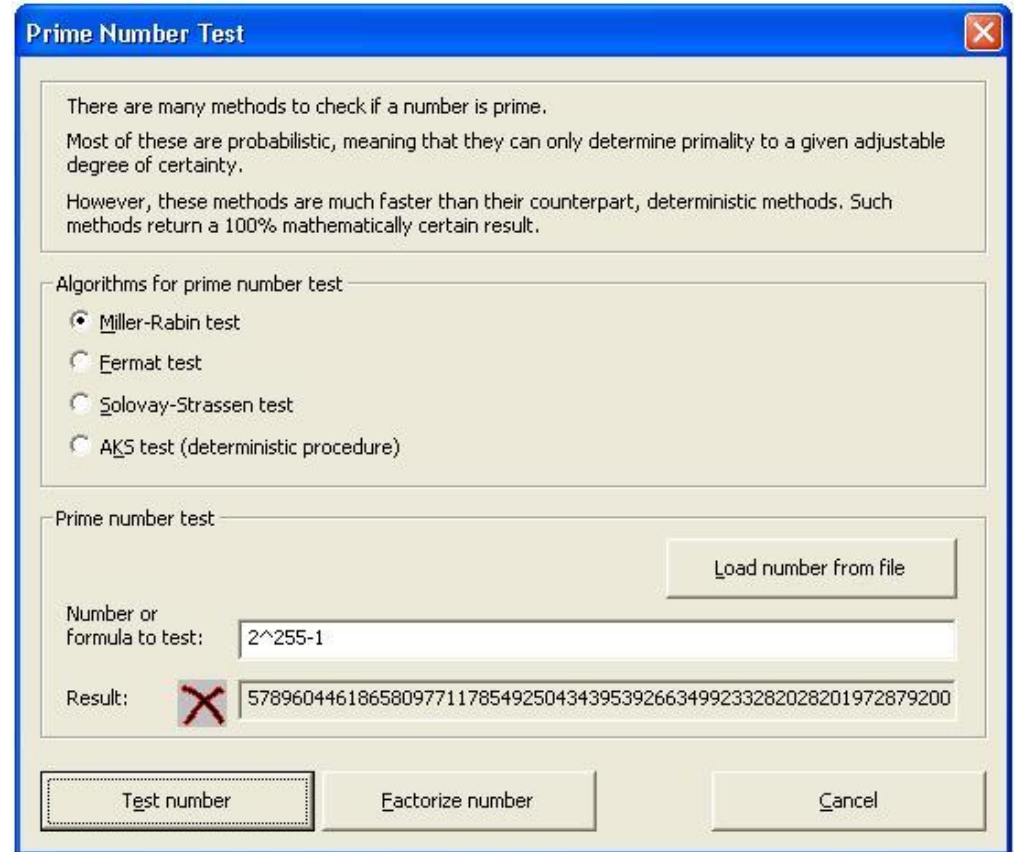 Prime Number Test
There are many methods to check if a number is prime.
Most of these are probabilistic, meaning that they can only determine primality to a given adjustable
degree of certainty.
However, these methods are much faster than their counterpart, deterministic methods. Such
methods return a 100% mathematically certain result.
Algorithms for prime number test
Miller-Rabin test
Fermat test
Solovay-Strassen test
AKS test (deterministic procedure)
Prime number test
Load number from file
Number or
formula to test:
2^255-1
Result:
5789604461865809771178549250434395392663499233282028201972879200
Test number
Factorize number
Cancel